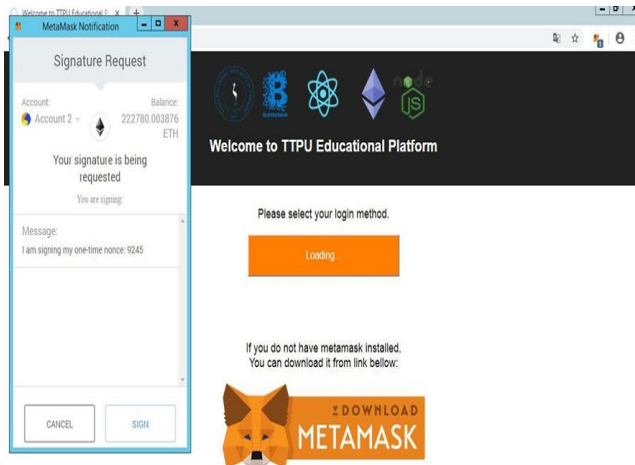 Welcome to TTPU Educational P
MetaMask Notification
Signature Request
Account:
Balance:
Account 2
222780.003876
ETH
Your signature is being
requested
You are signing:
Message:
I am signing my one-time nonce: 9245
CANCEL
SIGN
BLOCKCHAIN
node
JS
Welcome to TTPU Educational Platform
Please select your login method.
Loading...
If you do not have metamask installed,
You can download it from link bellow:
DOWNLOAD
METAMASK